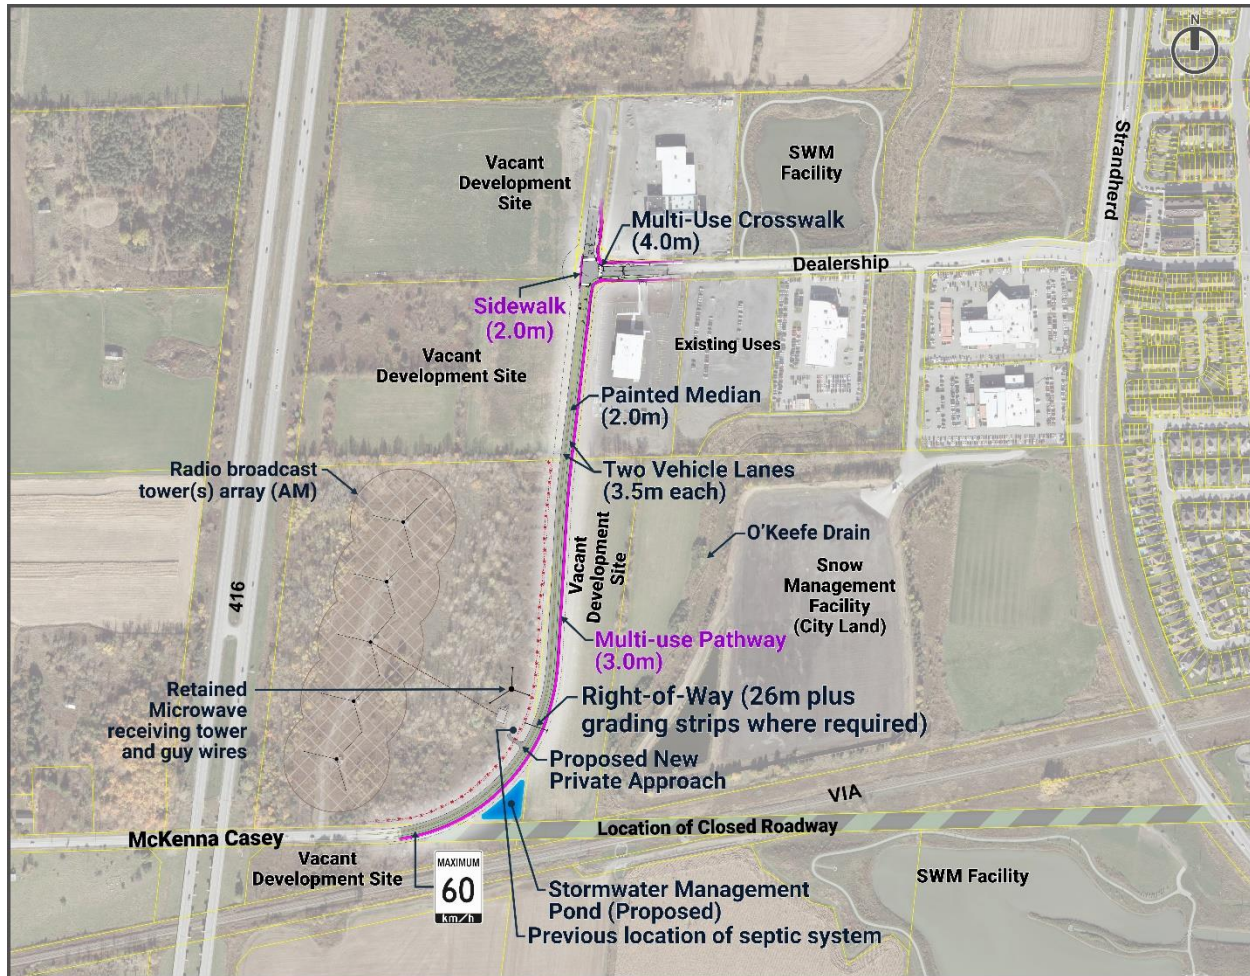 N
Strandherd
Vacant
Development
Site
SWM
Facility
Multi-Use Crosswalk
(4.0m)
Dealership
Sidewalk
(2.0m)
Vacant
Development Site
Existing Uses
Painted Median
(2.0m)
Radio broadcast
tower(s) array (AM)
Two Vehicle Lanes
(3.5m each)
O'Keefe Drain
Vacant
Development
Site
Snow
Management
Facility
(City Land)
416
Multi-use Pathway
(3.0m)
Retained
Microwave
receiving tower
and guy wires
Right-of-Way (26m plus
grading strips where required)
Proposed New
Private Approach
VIA
McKenna Casey
Location of Closed Roadway
Vacant
Development Site
MAXIMUM
60
km/h
Stormwater Management
Pond (Proposed)
SWM Facility
Previous location of septic system